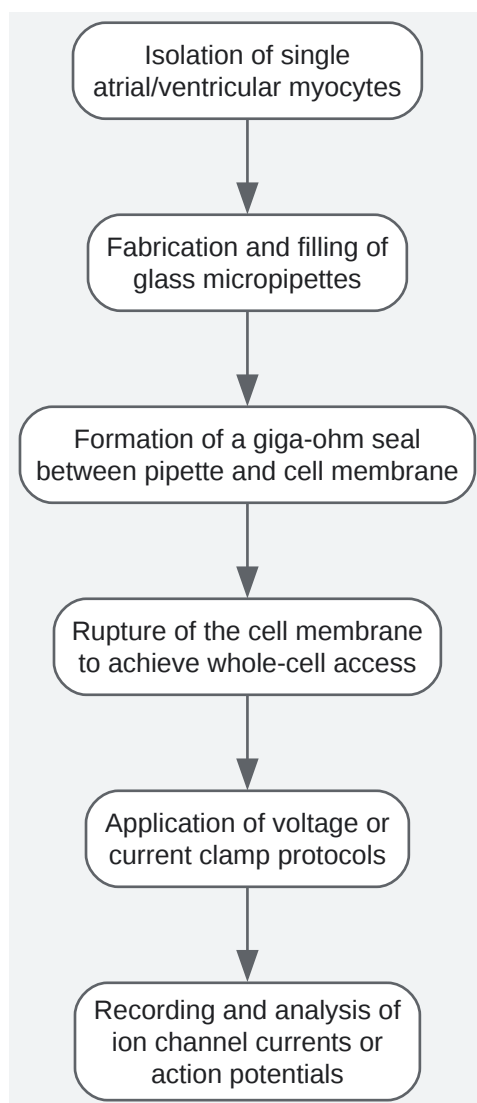 Isolation of single
atrial/ventricular myocytes
Fabrication and filling of
glass micropipettes
Formation of a giga-ohm seal
between pipette and cell membrane
Rupture of the cell membrane
to achieve whole-cell access
Application of voltage or
current clamp protocols
Recording and analysis of
ion channel currents or
action potentials